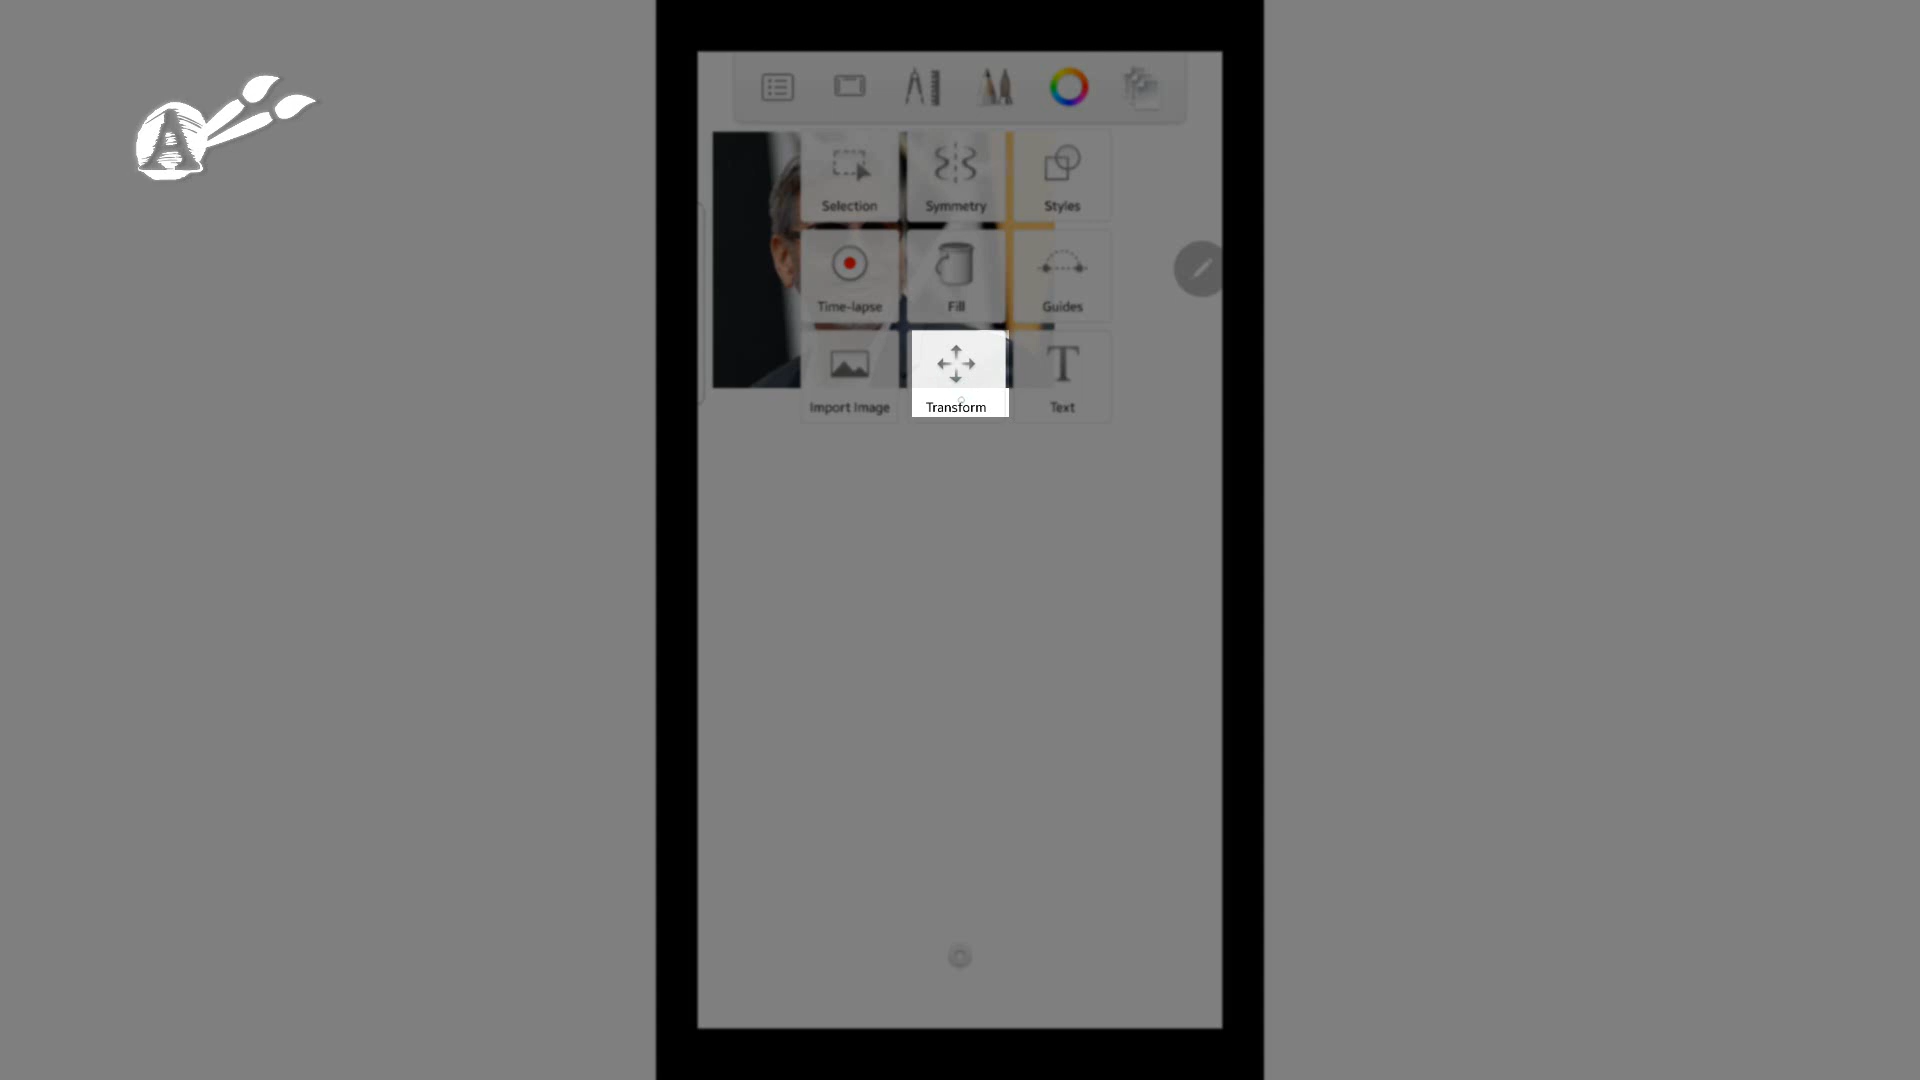 A
Selection Symmetry Styles
Time-lapse Fill Guides
Import Image Transform Text
T